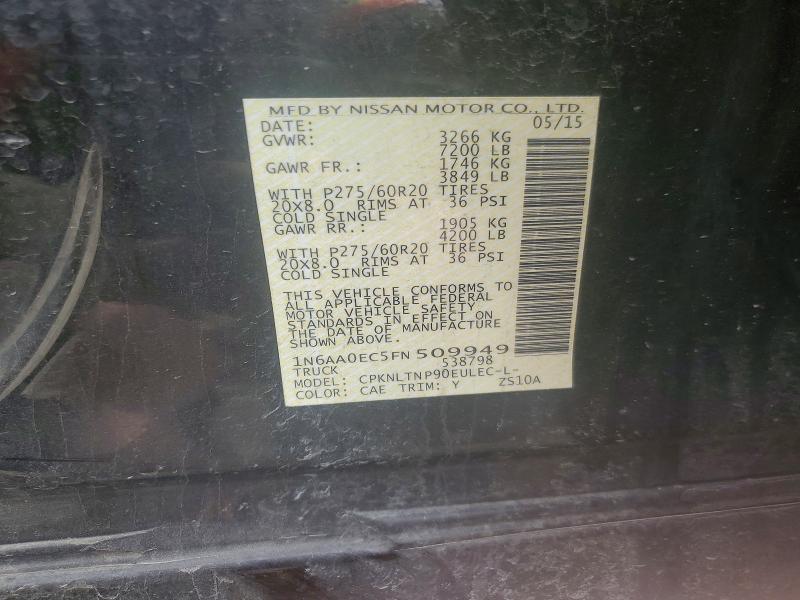 MFD BY NISSAN MOTOR CO., LTD.
DATE: 05/15
GVWR: 3266 KG
7200 LB
GAWR FR.: 1746 KG
3849 LB
WITH P275/60R20 TIRES
20X8.0 RIMS AT 36 PSI
COLD SINGLE
GAWR RR.: 1905 KG
4200 LB
WITH P275/60R20 TIRES
20X8.0 RIMS AT 36 PSI
COLD SINGLE
THIS VEHICLE CONFORMS TO
ALL APPLICABLE FEDERAL
MOTOR VEHICLE SAFETY
STANDARDS IN EFFECT ON
THE DATE OF MANUFACTURE
SHOWN ABOVE.
1N6AA0EC5FN 509949
TRUCK 538798
MODEL: CPKNLTNP90EULEC-L-
COLOR: CAE TRIM: Y ZS10A